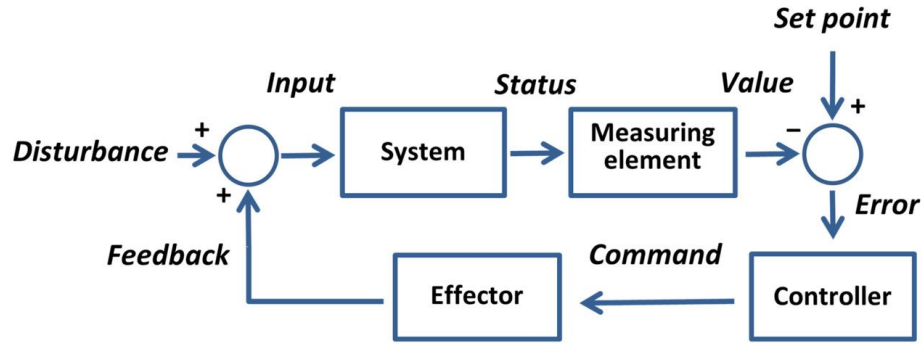 Set point
Input
Status
Value
+
+
Disturbance
System
Measuring
element
–
+
Error
Feedback
Command
Effector
Controller